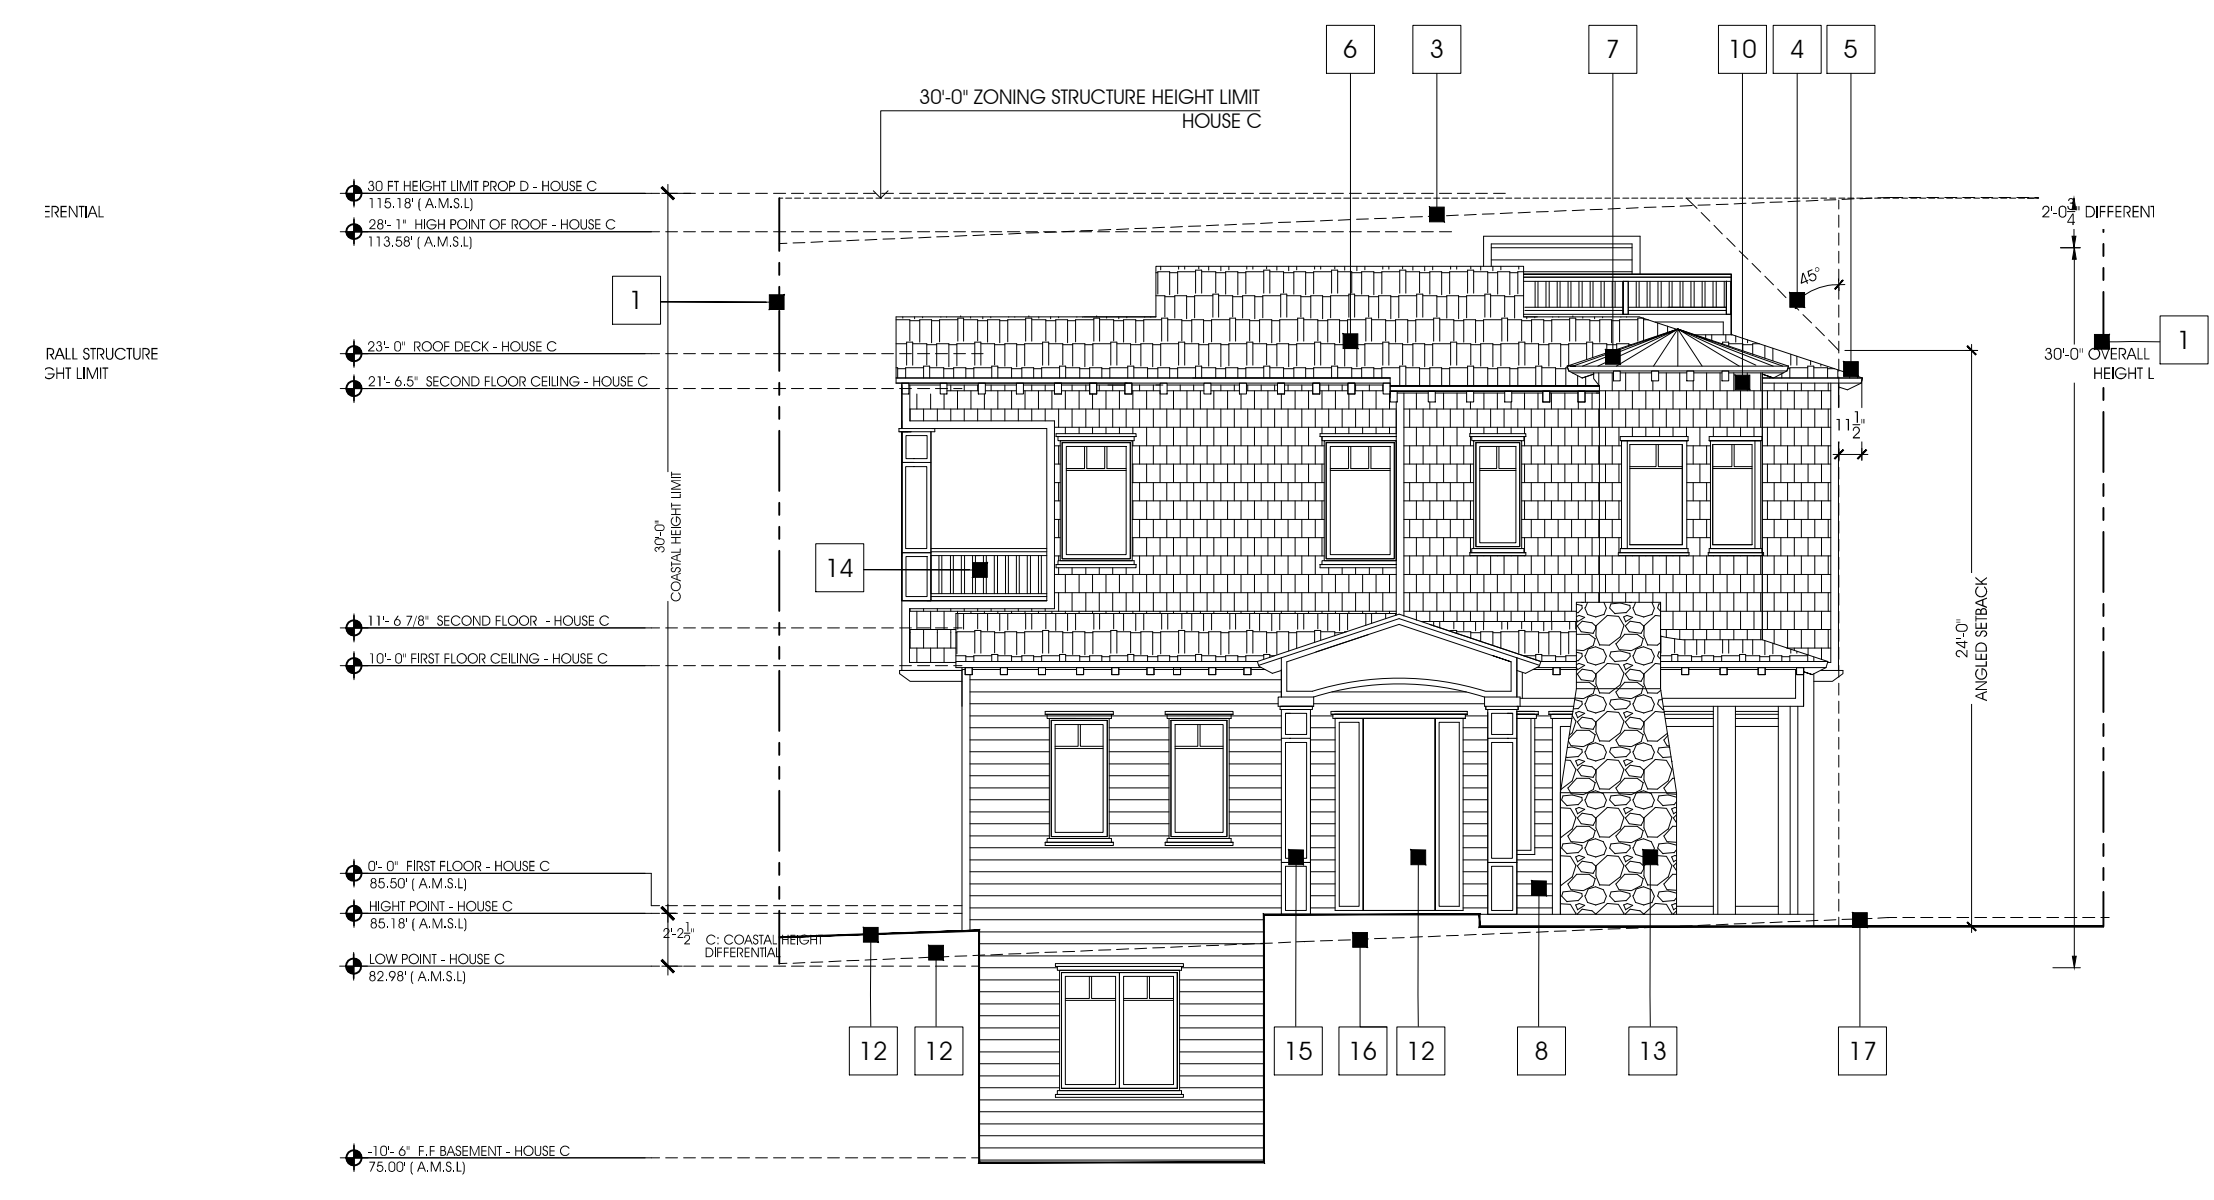 6 3 7 10 4 5
30'-0" ZONING STRUCTURE HEIGHT LIMIT
HOUSE C
30 FT HEIGHT LIMIT PROP D - HOUSE C
115.18' ( A.M.S.L)
ERENTIAL
28'- 1" HIGH POINT OF ROOF - HOUSE C
113.58' ( A.M.S.L)
2'-0 3/4" DIFFERENT
45°
1
1
RALL STRUCTURE
GHT LIMIT
23'- 0" ROOF DECK - HOUSE C
21'- 6.5" SECOND FLOOR CEILING - HOUSE C
30'-0" OVERALL
HEIGHT L
11 1/2"
30'-0"
COASTAL HEIGHT LIMIT
14
24'-0"
ANGLED SETBACK
11'- 6 7/8" SECOND FLOOR - HOUSE C
10'- 0" FIRST FLOOR CEILING - HOUSE C
0'- 0" FIRST FLOOR - HOUSE C
85.50' ( A.M.S.L)
HIGHT POINT - HOUSE C
85.18' ( A.M.S.L)
2'-2 1/2"
C: COASTAL HEIGHT
DIFFERENTIAL
LOW POINT - HOUSE C
82.98' ( A.M.S.L)
12 12 15 16 12 8 13 17
-10'- 6" F.F BASEMENT - HOUSE C
75.00' ( A.M.S.L)